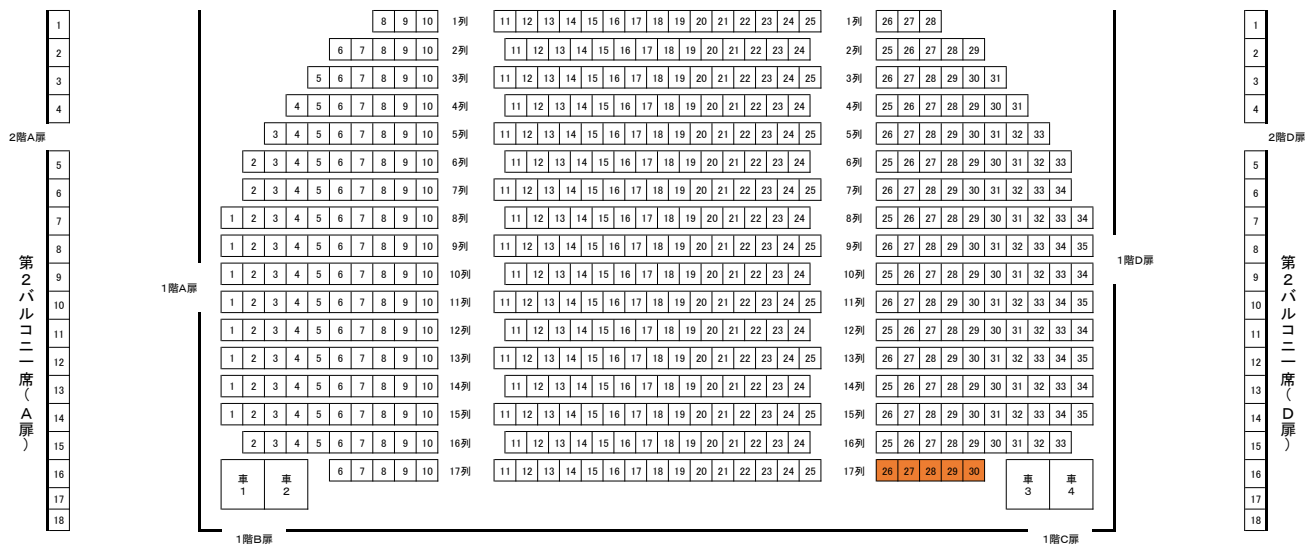 8 9 10 1列 11 12 13 14 15 16 17 18 19 20 21 22 23 24 25 1列 26 27 28
6 7 8 9 10 2列 11 12 13 14 15 16 17 18 19 20 21 22 23 24 2列 25 26 27 28 29
5 6 7 8 9 10 3列 11 12 13 14 15 16 17 18 19 20 21 22 23 24 25 3列 26 27 28 29 30 31
4 5 6 7 8 9 10 4列 11 12 13 14 15 16 17 18 19 20 21 22 23 24 4列 25 26 27 28 29 30 31
3 4 5 6 7 8 9 10 5列 11 12 13 14 15 16 17 18 19 20 21 22 23 24 25 5列 26 27 28 29 30 31 32 33
2 3 4 5 6 7 8 9 10 6列 11 12 13 14 15 16 17 18 19 20 21 22 23 24 6列 25 26 27 28 29 30 31 32 33
2 3 4 5 6 7 8 9 10 7列 11 12 13 14 15 16 17 18 19 20 21 22 23 24 25 7列 26 27 28 29 30 31 32 33 34
1 2 3 4 5 6 7 8 9 10 8列 11 12 13 14 15 16 17 18 19 20 21 22 23 24 8列 25 26 27 28 29 30 31 32 33 34
1 2 3 4 5 6 7 8 9 10 9列 11 12 13 14 15 16 17 18 19 20 21 22 23 24 25 9列 26 27 28 29 30 31 32 33 34 35
1 2 3 4 5 6 7 8 9 10 10列 11 12 13 14 15 16 17 18 19 20 21 22 23 24 10列 25 26 27 28 29 30 31 32 33 34
1 2 3 4 5 6 7 8 9 10 11列 11 12 13 14 15 16 17 18 19 20 21 22 23 24 25 11列 26 27 28 29 30 31 32 33 34 35
1 2 3 4 5 6 7 8 9 10 12列 11 12 13 14 15 16 17 18 19 20 21 22 23 24 12列 25 26 27 28 29 30 31 32 33 34
1 2 3 4 5 6 7 8 9 10 13列 11 12 13 14 15 16 17 18 19 20 21 22 23 24 25 13列 26 27 28 29 30 31 32 33 34 35
1 2 3 4 5 6 7 8 9 10 14列 11 12 13 14 15 16 17 18 19 20 21 22 23 24 14列 25 26 27 28 29 30 31 32 33 34
1 2 3 4 5 6 7 8 9 10 15列 11 12 13 14 15 16 17 18 19 20 21 22 23 24 25 15列 26 27 28 29 30 31 32 33 34 35
2 3 4 5 6 7 8 9 10 16列 11 12 13 14 15 16 17 18 19 20 21 22 23 24 16列 25 26 27 28 29 30 31 32 33
車1 車2 6 7 8 9 10 17列 11 12 13 14 15 16 17 18 19 20 21 22 23 24 25 17列 26 27 28 29 30 車3 車4
1階A扉
1階B扉
1階C扉
1階D扉
2階A扉
第2バルコニー席(A扉)
1
2
3
4
5
6
7
8
9
10
11
12
13
14
15
16
17
18
2階D扉
第2バルコニー席(D扉)
1
2
3
4
5
6
7
8
9
10
11
12
13
14
15
16
17
18